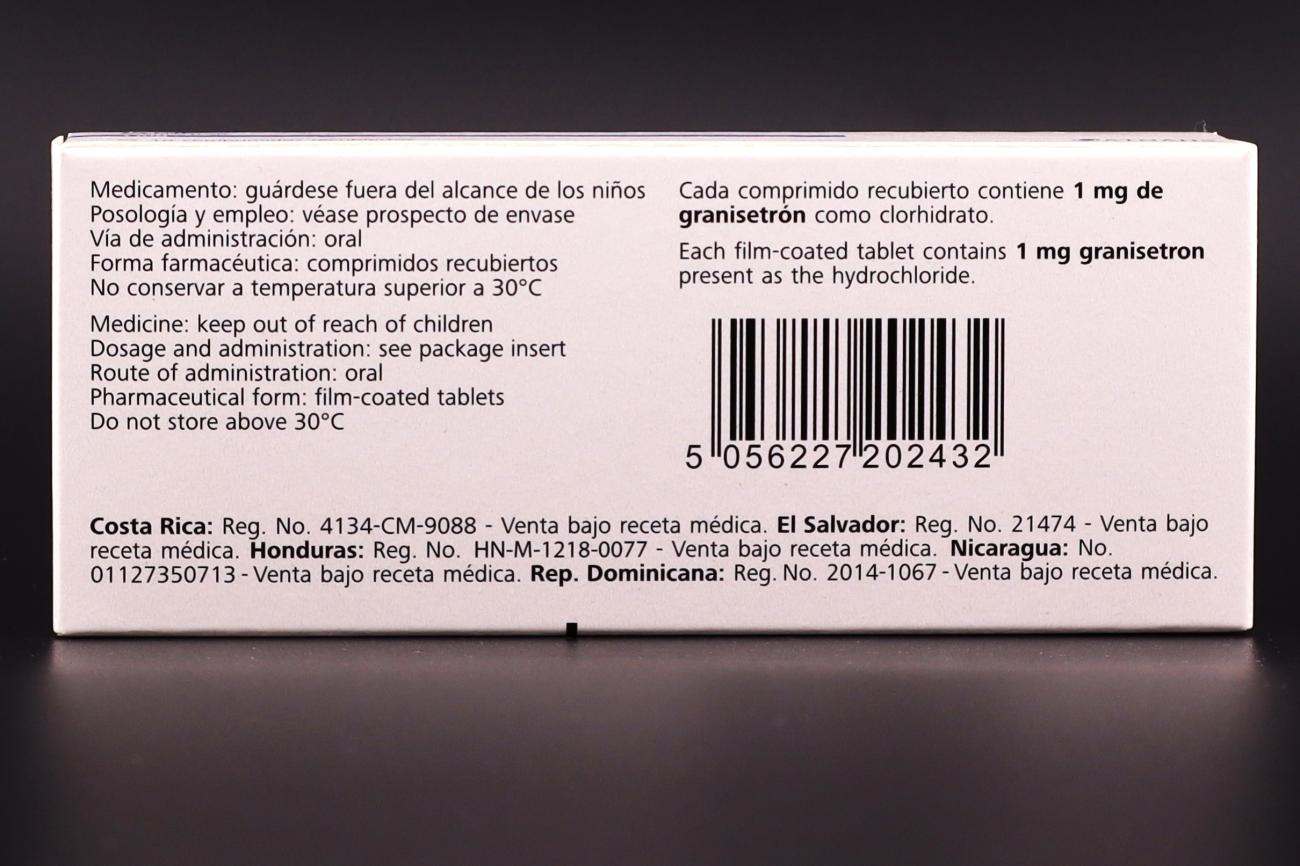 Medicamento: guárdese fuera del alcance de los niños
Posología y empleo: véase prospecto de envase
Vía de administración: oral
Forma farmacéutica: comprimidos recubiertos
No conservar a temperatura superior a 30°C
Medicine: keep out of reach of children
Dosage and administration: see package insert
Route of administration: oral
Pharmaceutical form: film-coated tablets
Do not store above 30°C
Cada comprimido recubierto contiene 1 mg de
granisetrón como clorhidrato.
Each film-coated tablet contains 1 mg granisetron
present as the hydrochloride.
5 056227 202432
Costa Rica: Reg. No. 4134-CM-9088 - Venta bajo receta médica. El Salvador: Reg. No. 21474 - Venta bajo
receta médica. Honduras: Reg. No. HN-M-1218-0077 - Venta bajo receta médica. Nicaragua: No.
01127350713 - Venta bajo receta médica. Rep. Dominicana: Reg. No. 2014-1067 - Venta bajo receta médica.